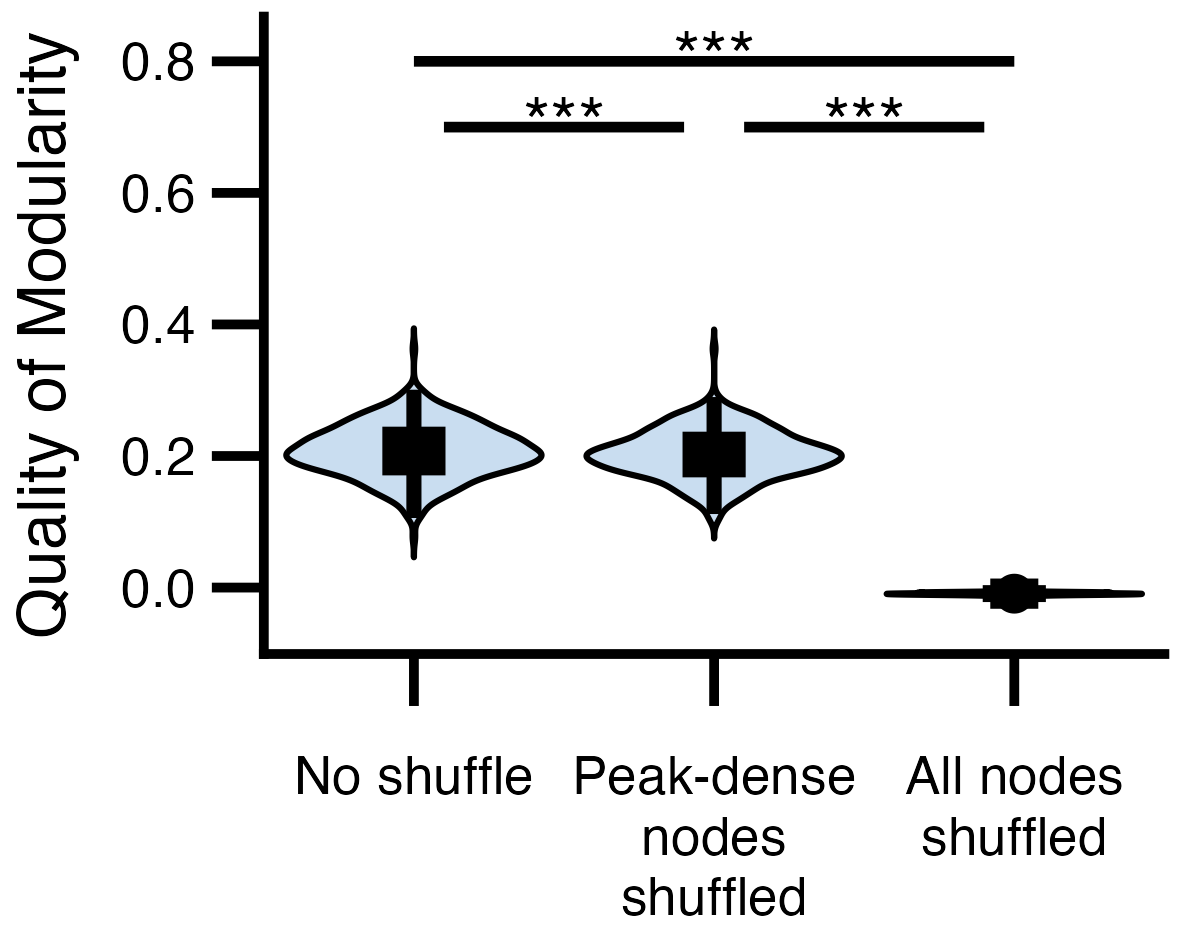 Quality of Modularity
0.8
0.6
0.4
0.2
0.0
***
*** ***
No shuffle
Peak-dense
nodes
shuffled
All nodes
shuffled